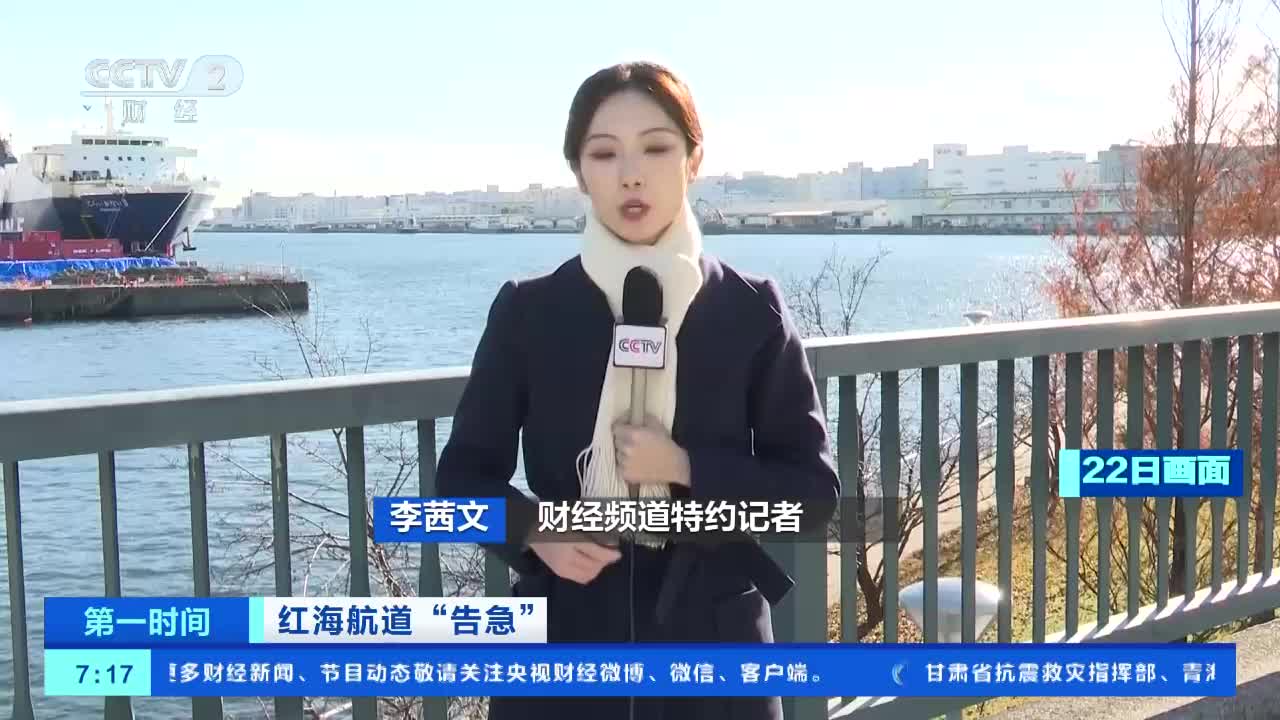 CCTV 2
财经
CCTV
22日画面
李茜文 财经频道特约记者
第一时间 红海航道“告急”
7:17 更多财经新闻、节目动态敬请关注央视财经微博、微信、客户端。 甘肃省抗震救灾指挥部、青海